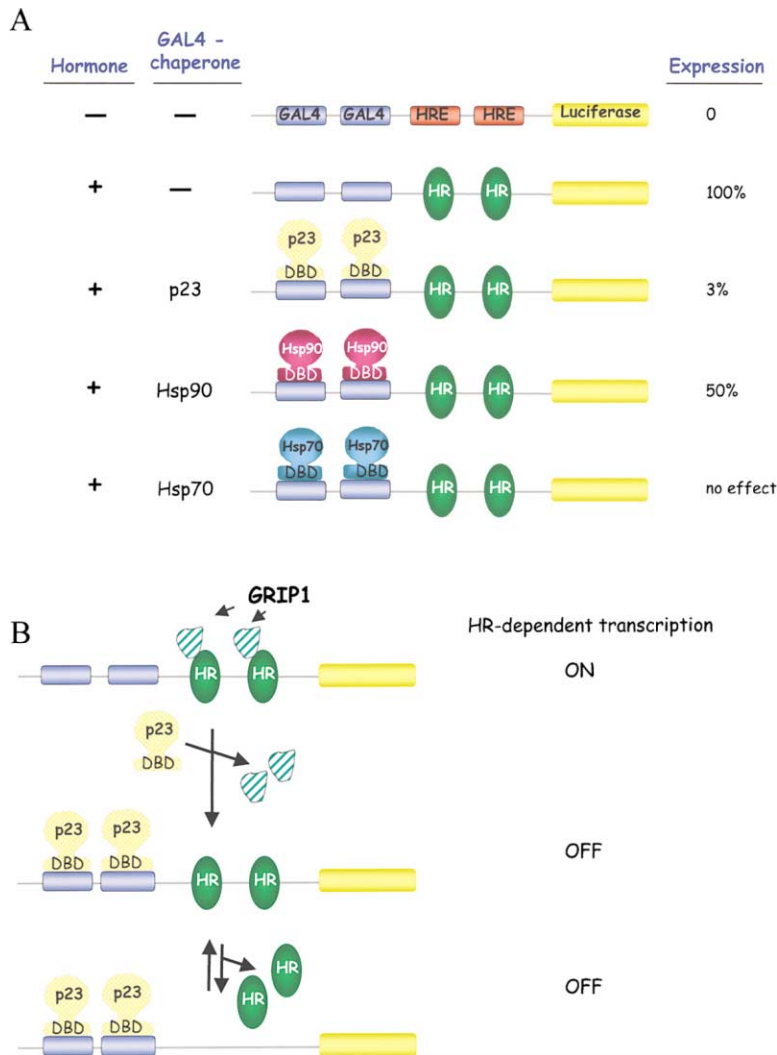 A
Hormone GAL4 -
chaperone Expression
— — GAL4 GAL4 HRE HRE Luciferase 0
+ — HR HR 100%
p23 p23
DBD DBD
+ p23 HR HR 3%
Hsp90 Hsp90
DBD DBD
+ Hsp90 HR HR 50%
Hsp70 Hsp70
DBD DBD
+ Hsp70 HR HR no effect
B
GRIP1
HR-dependent transcription
HR HR ON
p23
DBD
p23 p23
DBD DBD
HR HR OFF
HR
HR
OFF
p23 p23
DBD DBD